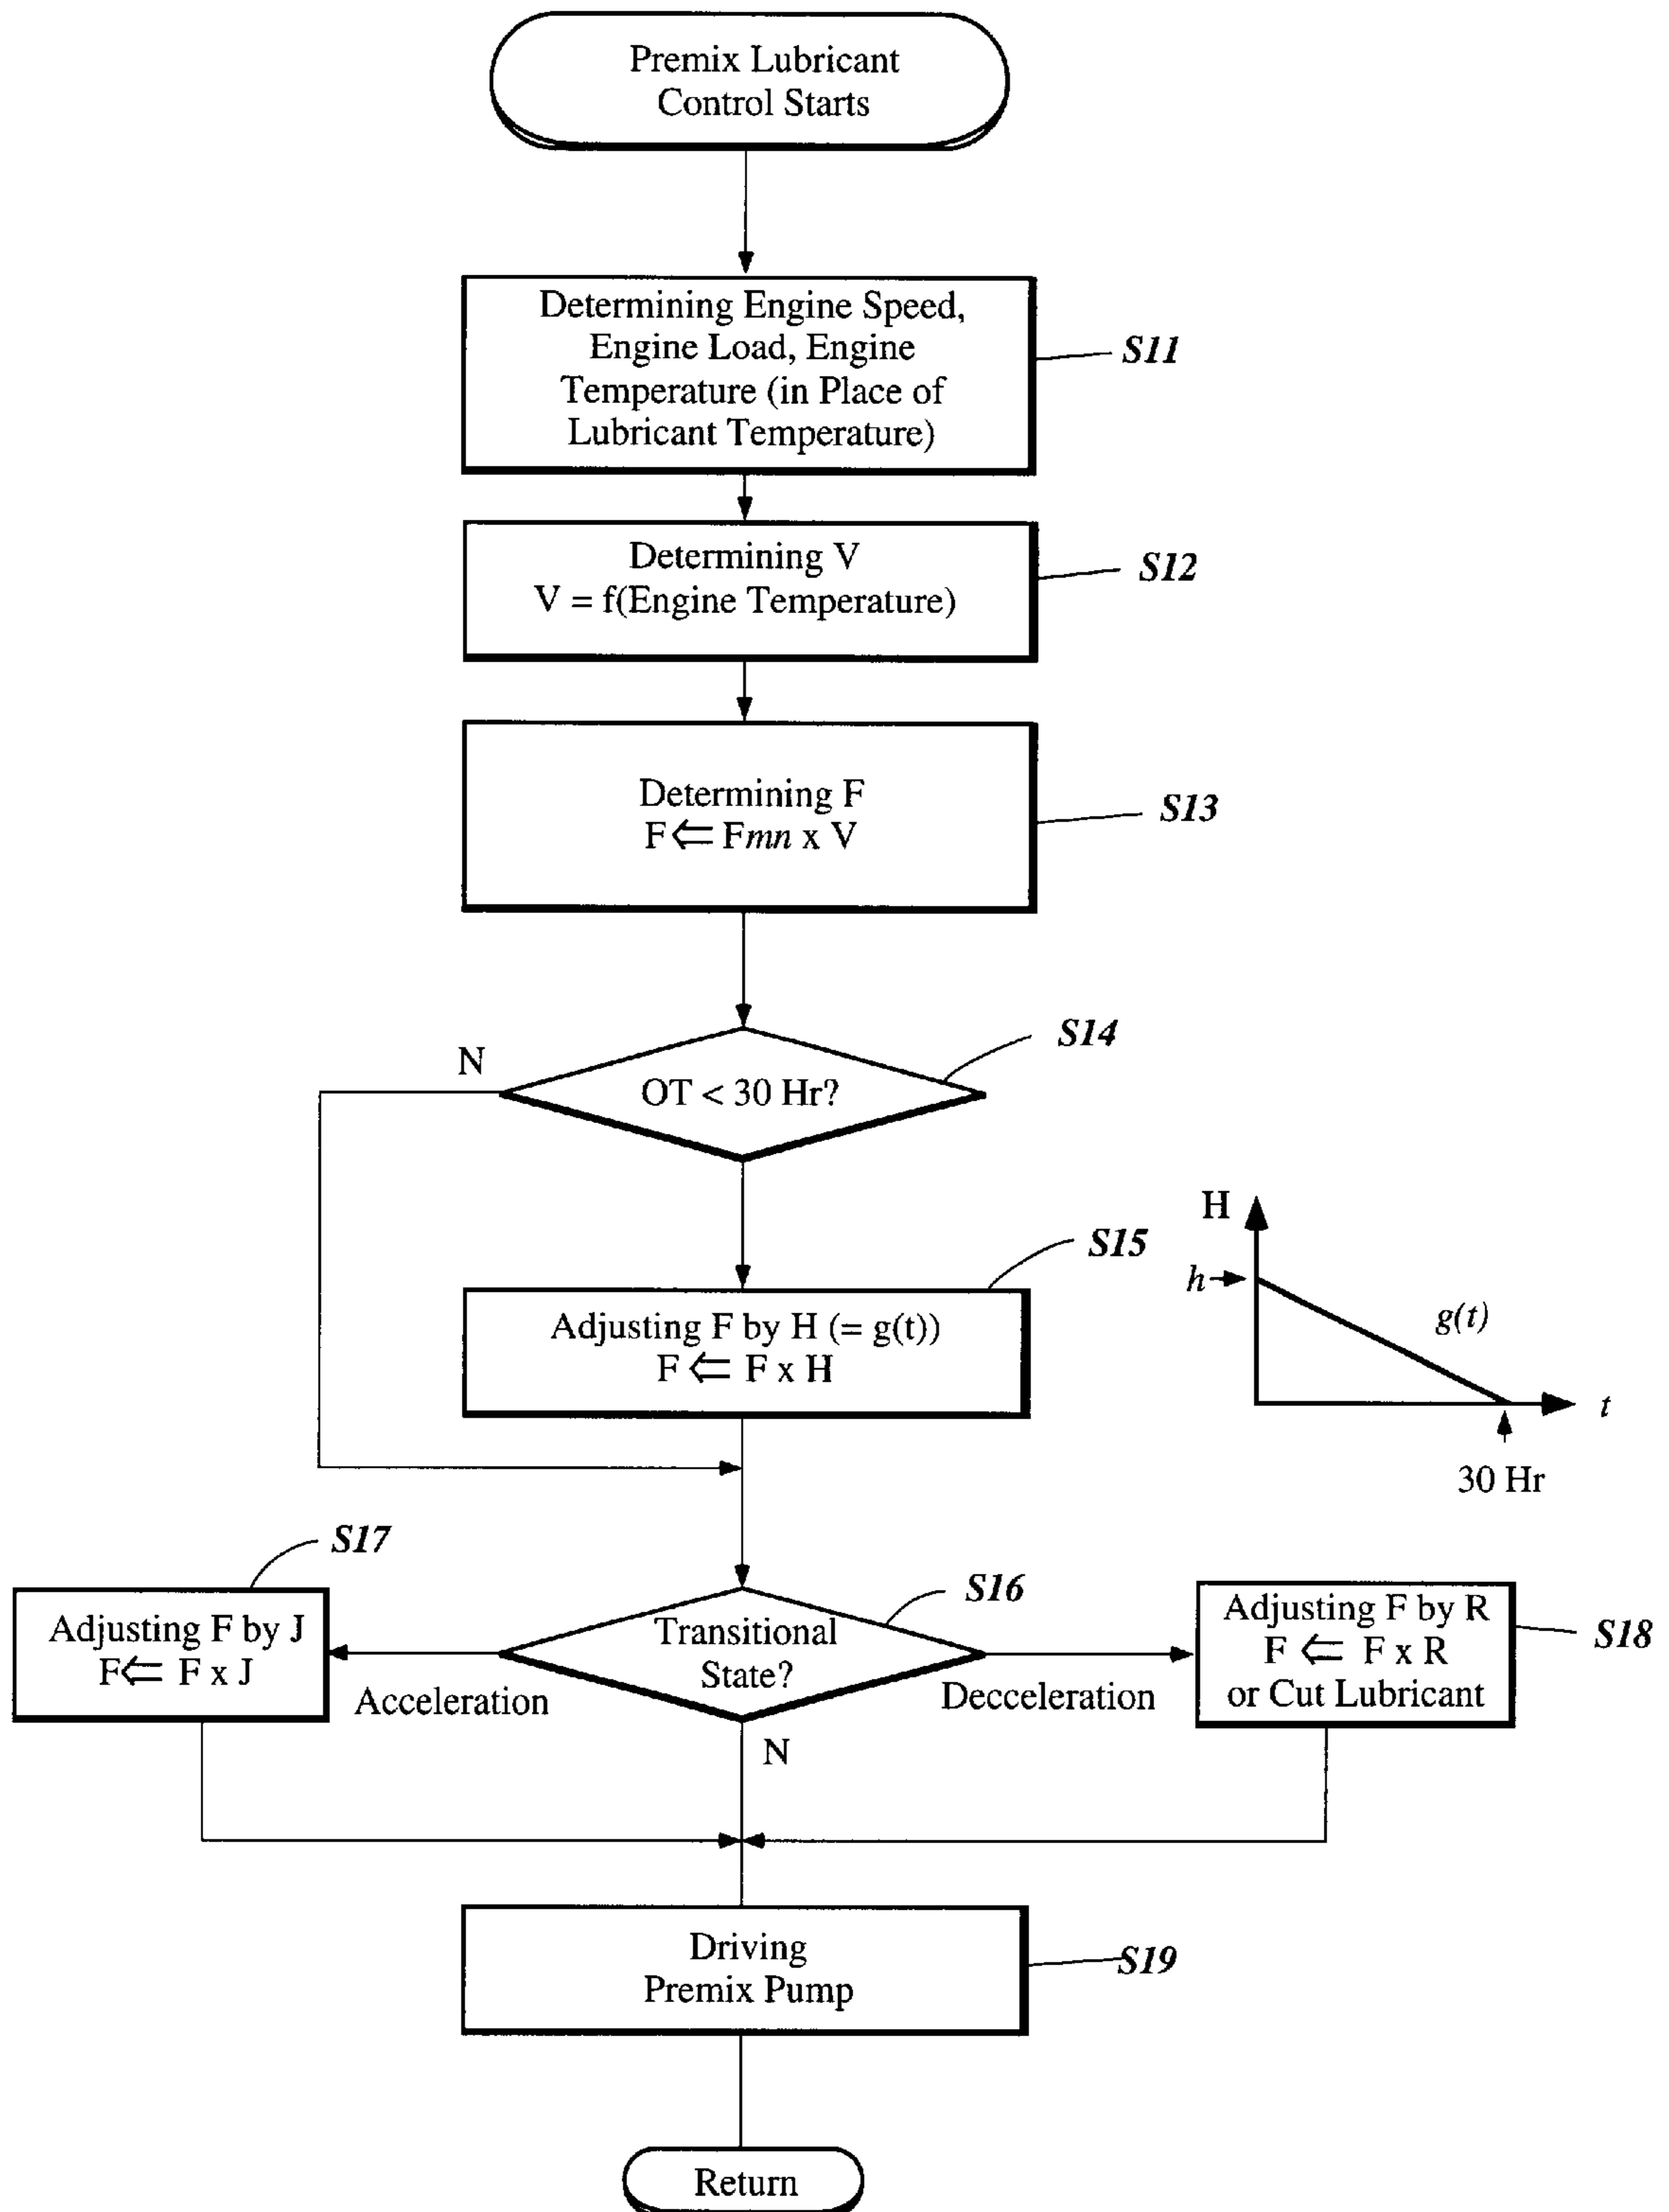 Premix Lubricant
Control Starts
Determining Engine Speed,
Engine Load, Engine
Temperature (in Place of
Lubricant Temperature)
S11
Determining V
V = f(Engine Temperature)
S12
Determining F
F ⇐ Fmn x V
S13
S14
N
OT < 30 Hr?
S15
Adjusting F by H (= g(t))
F ⇐ F x H
H
h
g(t)
t
30 Hr
S17
Adjusting F by J
F ⇐ F x J
S16
Transitional
State?
Acceleration
Decceleration
N
Adjusting F by R
F ⇐ F x R
or Cut Lubricant
S18
Driving
Premix Pump
S19
Return